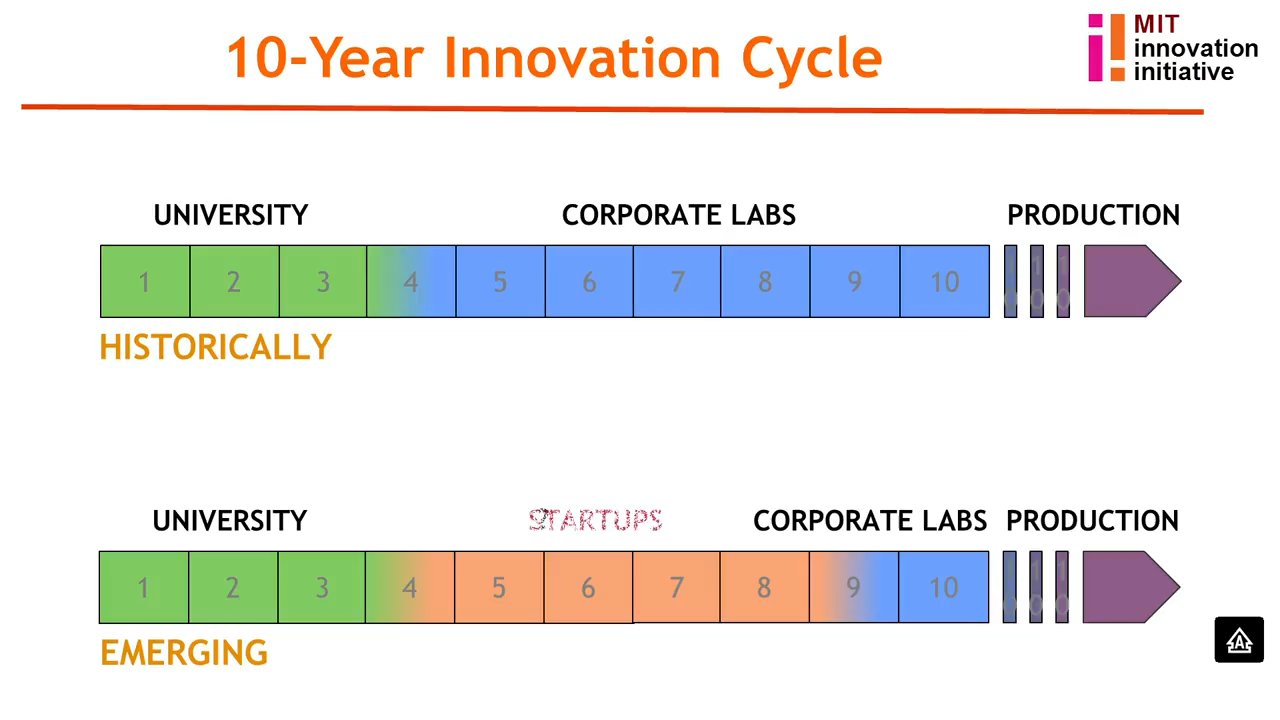 10-Year Innovation Cycle
MIT
innovation
initiative
UNIVERSITY CORPORATE LABS PRODUCTION
1 2 3 4 5 6 7 8 9 10
HISTORICALLY
UNIVERSITY STARTUPS CORPORATE LABS PRODUCTION
1 2 3 4 5 6 7 8 9 10
EMERGING
A